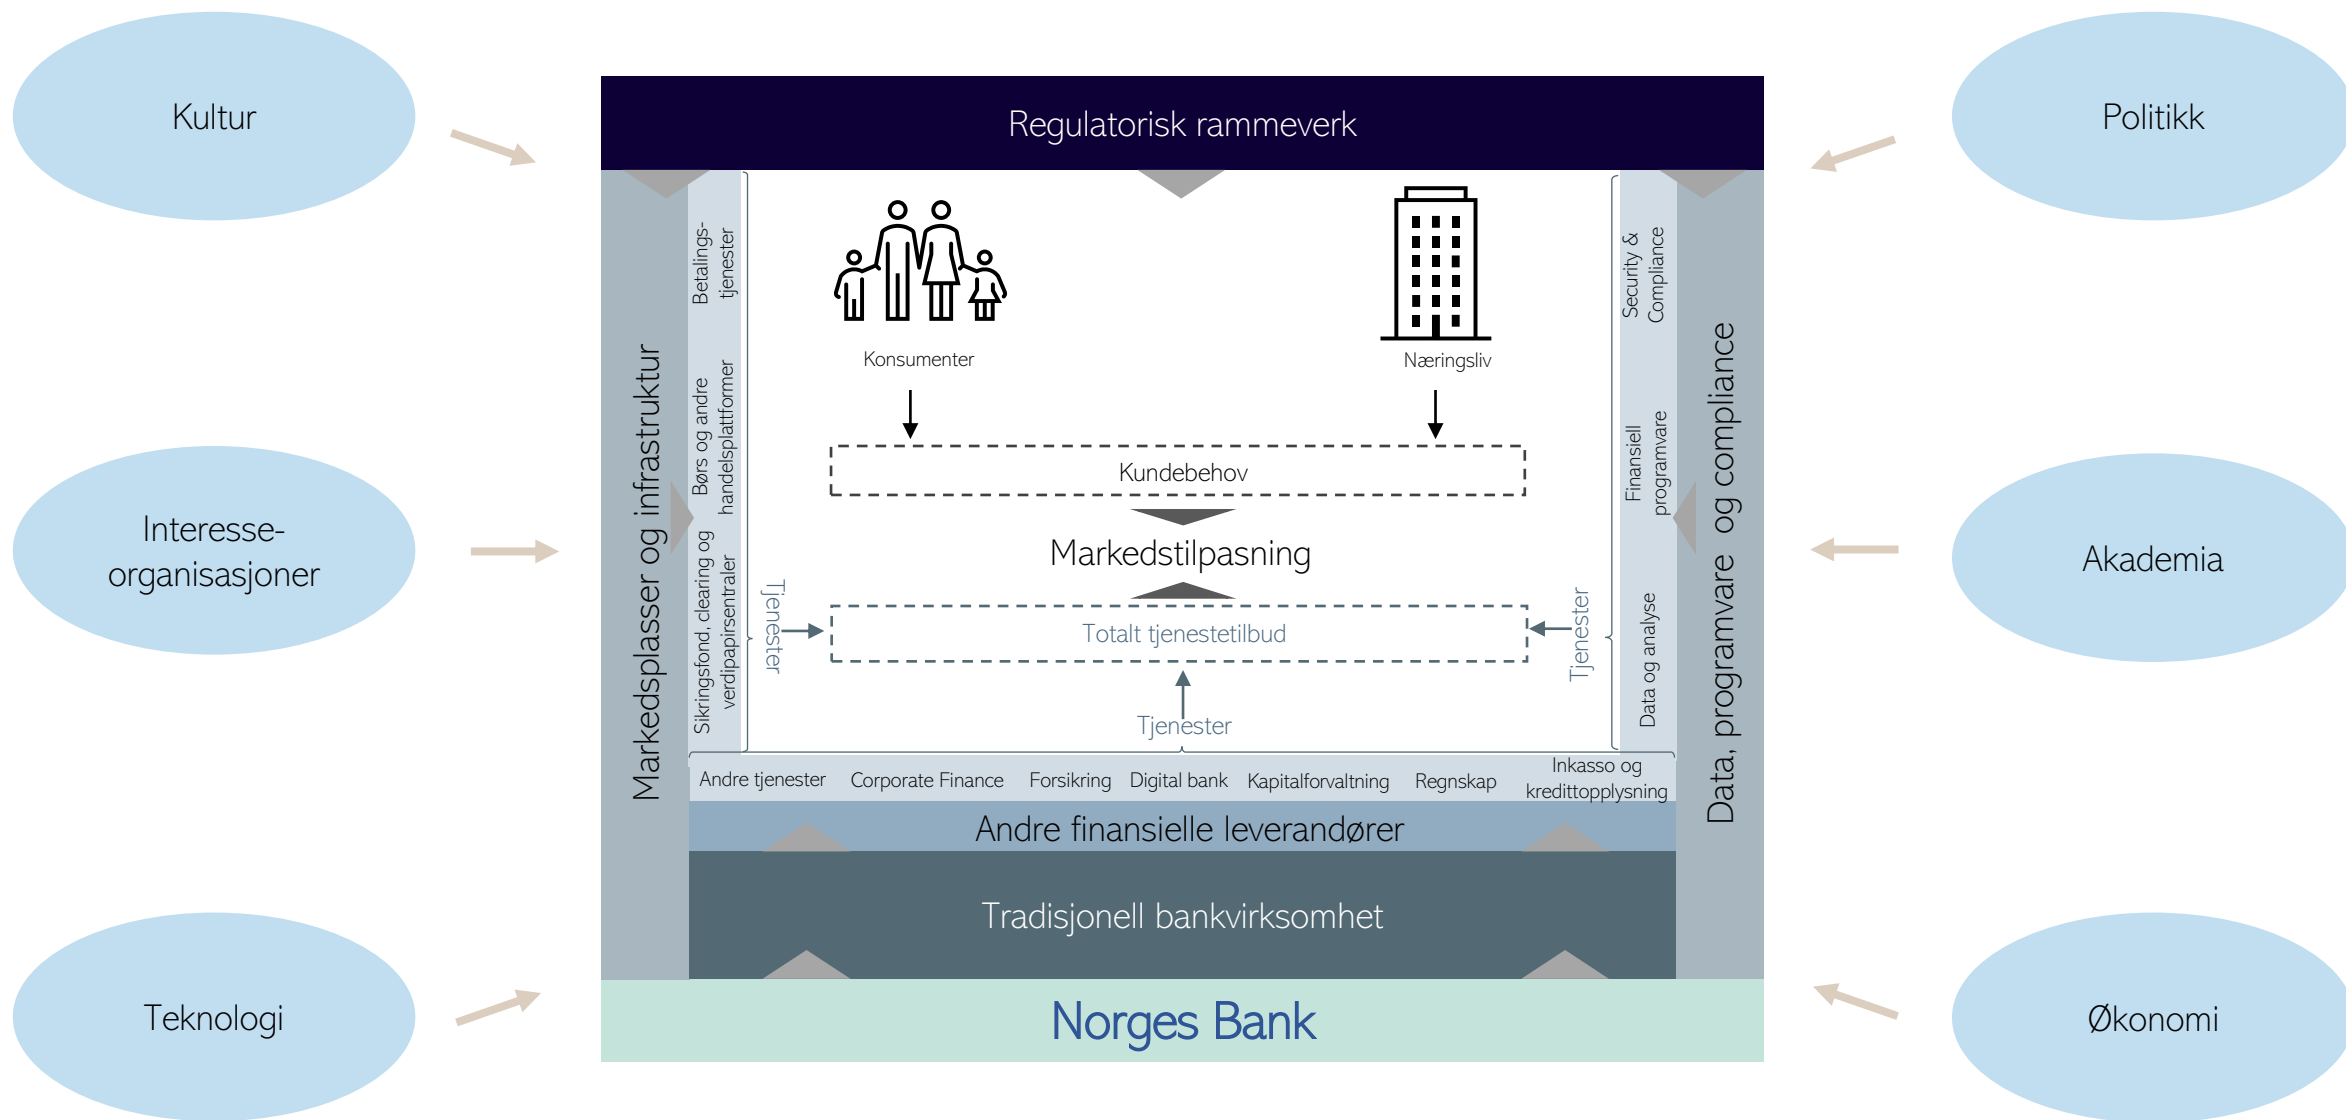 Kultur
Politikk
Regulatorisk rammeverk
Betalings-
tjenester
Security &
Compliance
Konsumenter
Næringsliv
Markedsplasser og infrastruktur
Børs og andre
handelsplattformer
Finansiell
programvare
Data, programvare og compliance
Kundebehov
Interesse-
organisasjoner
Akademia
Markedstilpasning
Sikringsfond, clearing og
verdipapirsentraler
Tjenester
Totalt tjenestetilbud
Tjenester
Data og analyse
Tjenester
Andre tjenester
Corporate Finance
Forsikring
Digital bank
Kapitalforvaltning
Regnskap
Inkasso og
kredittopplysning
Andre finansielle leverandører
Tradisjonell bankvirksomhet
Teknologi
Norges Bank
Økonomi